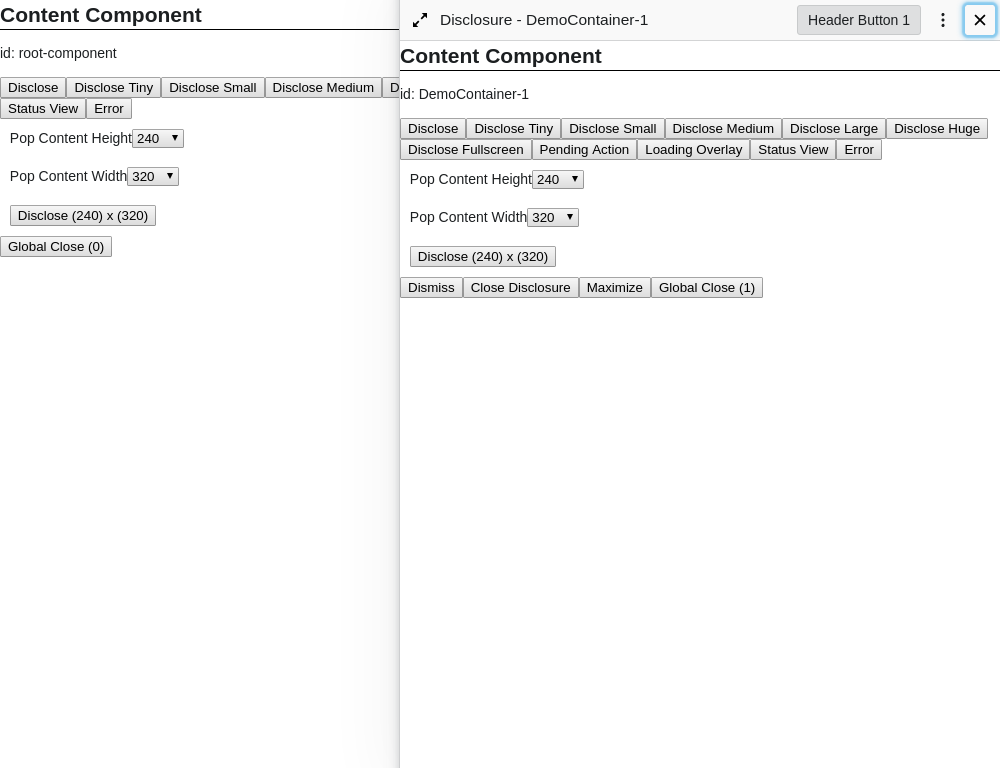 Content Component
id: root-component
Disclose Disclose Tiny Disclose Small Disclose Medium D
Status View Error
Pop Content Height 240
Pop Content Width 320
Disclose (240) x (320)
Global Close (0)
Disclosure - DemoContainer-1 Header Button 1
Content Component
id: DemoContainer-1
Disclose Disclose Tiny Disclose Small Disclose Medium Disclose Large Disclose Huge
Disclose Fullscreen Pending Action Loading Overlay Status View Error
Pop Content Height 240
Pop Content Width 320
Disclose (240) x (320)
Dismiss Close Disclosure Maximize Global Close (1)